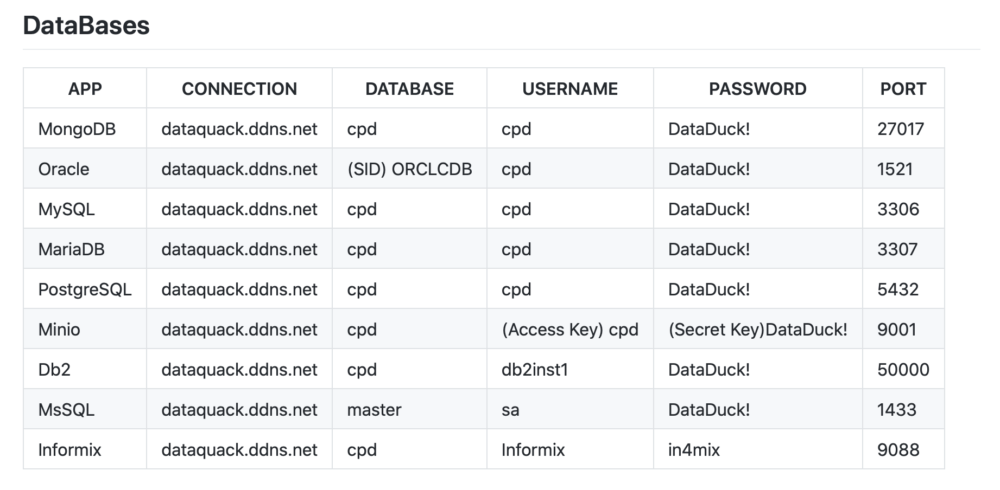 DataBases
APP CONNECTION DATABASE USERNAME PASSWORD PORT
MongoDB dataquack.ddns.net cpd cpd DataDuck! 27017
Oracle dataquack.ddns.net (SID) ORCLCDB cpd DataDuck! 1521
MySQL dataquack.ddns.net cpd cpd DataDuck! 3306
MariaDB dataquack.ddns.net cpd cpd DataDuck! 3307
PostgreSQL dataquack.ddns.net cpd cpd DataDuck! 5432
Minio dataquack.ddns.net cpd (Access Key) cpd (Secret Key)DataDuck! 9001
Db2 dataquack.ddns.net cpd db2inst1 DataDuck! 50000
MsSQL dataquack.ddns.net master sa DataDuck! 1433
Informix dataquack.ddns.net cpd Informix in4mix 9088